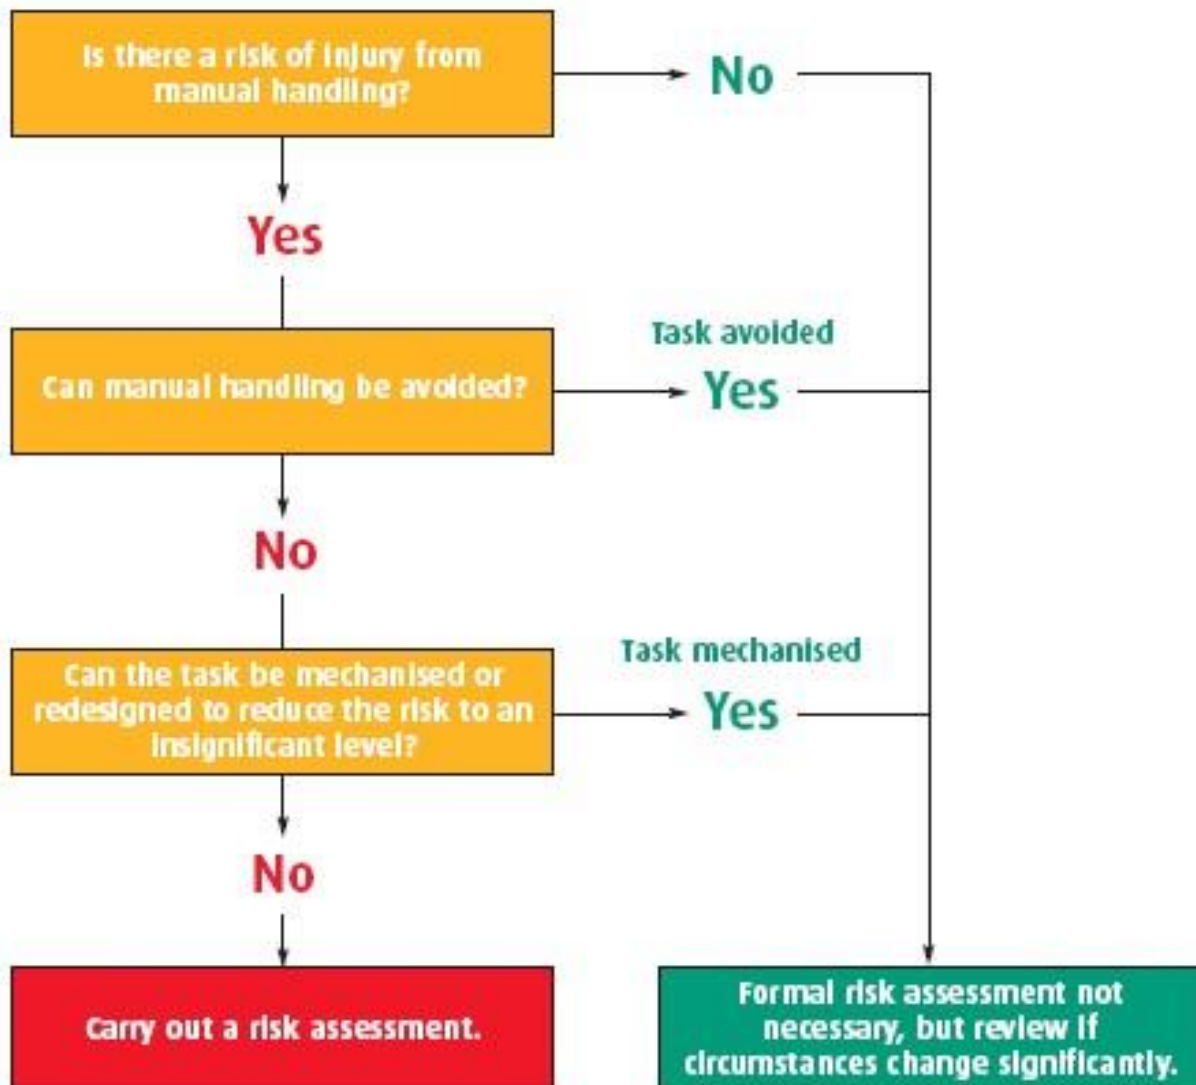 Is there a risk of injury from
manual handling?
No
Yes
Can manual handling be avoided?
Task avoided
Yes
No
Can the task be mechanised or
redesigned to reduce the risk to an
insignificant level?
Task mechanised
Yes
No
Carry out a risk assessment.
Formal risk assessment not
necessary, but review if
circumstances change significantly.